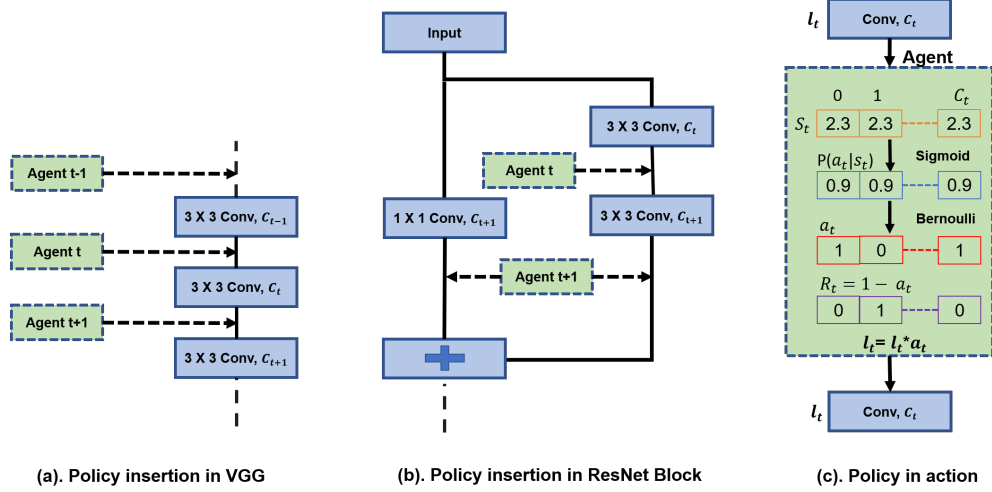 Agent t-1
3 X 3 Conv, C_{t-1}
Agent t
3 X 3 Conv, C_t
Agent t+1
3 X 3 Conv, C_{t+1}
(a). Policy insertion in VGG
Input
3 X 3 Conv, C_t
Agent t
1 X 1 Conv, C_{t+1}
3 X 3 Conv, C_{t+1}
Agent t+1
(b). Policy insertion in ResNet Block
l_t
Conv, C_t
Agent
0 1 C_t
S_t 2.3 2.3 2.3
P(a_t|s_t) Sigmoid
0.9 0.9 0.9
Bernoulli
a_t
1 0 1
R_t = 1 − a_t
0 1 0
l_t= l_t*a_t
l_t
Conv, C_t
(c). Policy in action